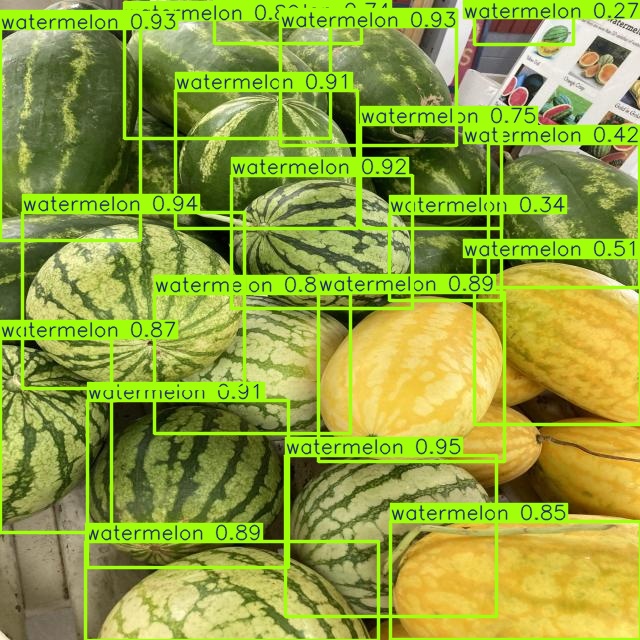 watermelon 0.27
watermelon 0.93
watermelon 0.93
watermelon 0.91
watermelon 0.75
watermelon 0.42
watermelon 0.92
watermelon 0.94
watermelon 0.34
watermelon 0.51
watermelon 0.89
watermelon 0.87
watermelon 0.91
watermelon 0.95
watermelon 0.85
watermelon 0.89
Orange Crisp